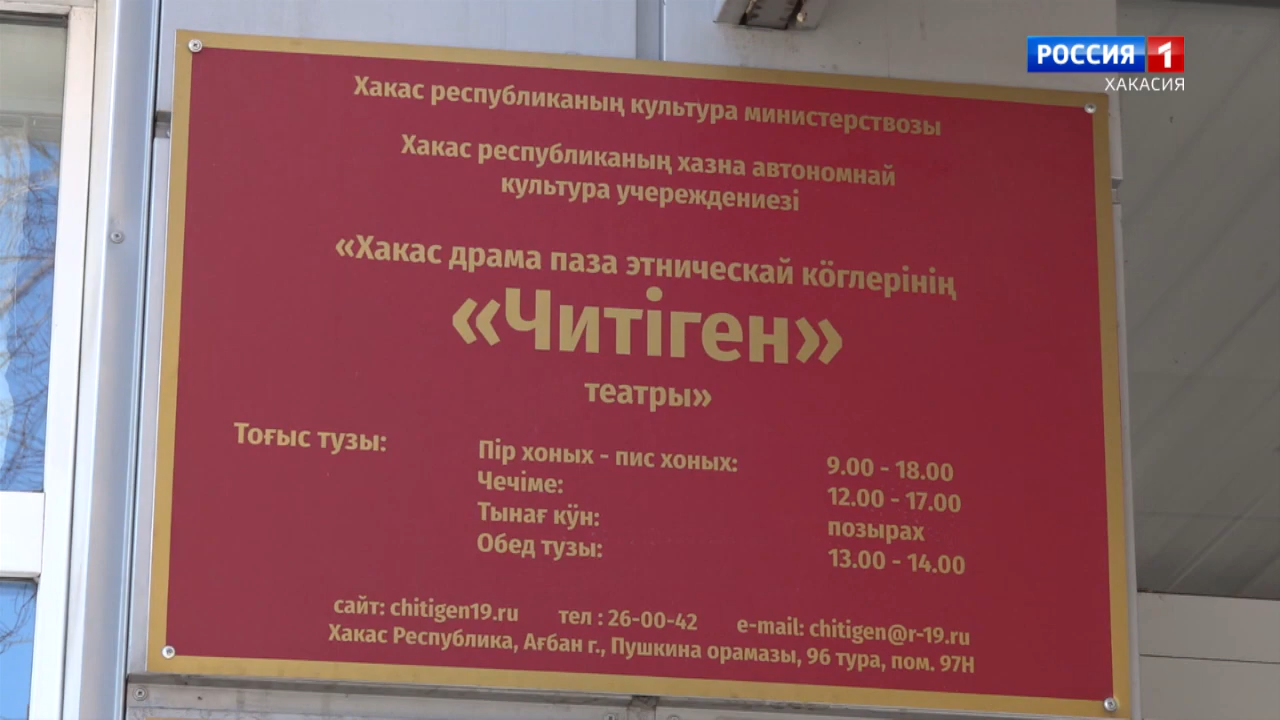 РОССИЯ 1
ХАКАСИЯ
Хакас республиканың культура министерствозы
Хакас республиканың хазна автономнай
культура учереждениезі
«Хакас драма паза этническай кӧглерінің
«Читіген»
театры»
Тоғыс тузы:
Пір хоных - пис хоных: 9.00 - 18.00
Чечіме: 12.00 - 17.00
Тынағ кӱн: позырах
Обед тузы: 13.00 - 14.00
сайт: chitigen19.ru тел : 26-00-42 e-mail: chitigen@r-19.ru
Хакас Республика, Ағбан г., Пушкина орамазы, 96 тура, пом. 97Н